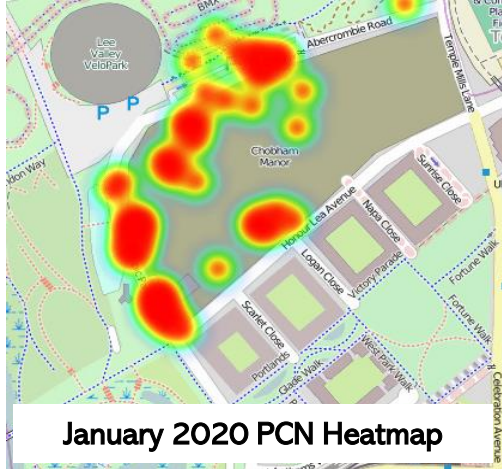 BMX
Lee
Valley
VeloPark
P
P
Abercrombie Road
Temple Mills Lane
Chobham
Manor
Honour Lea Avenue
Sunrise Close
Napa Close
Logan Close
Victory Parade
Scarlet Close
Portlands
Glade Walk
West Park Walk
Fortune Walk
Fortune Walk
Celebration Avenue
January 2020 PCN Heatmap